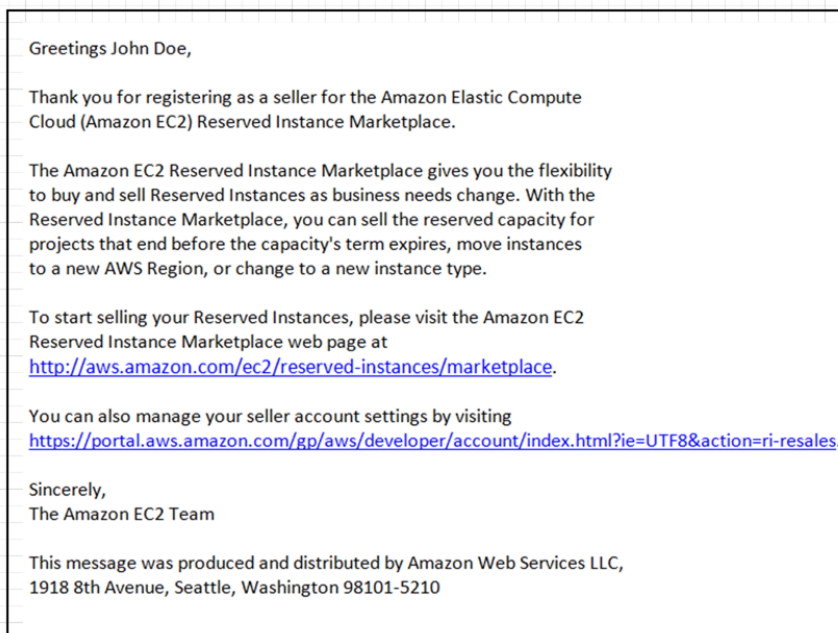 Greetings John Doe,
Thank you for registering as a seller for the Amazon Elastic Compute
Cloud (Amazon EC2) Reserved Instance Marketplace.
The Amazon EC2 Reserved Instance Marketplace gives you the flexibility
to buy and sell Reserved Instances as business needs change. With the
Reserved Instance Marketplace, you can sell the reserved capacity for
projects that end before the capacity's term expires, move instances
to a new AWS Region, or change to a new instance type.
To start selling your Reserved Instances, please visit the Amazon EC2
Reserved Instance Marketplace web page at
http://aws.amazon.com/ec2/reserved-instances/marketplace.
You can also manage your seller account settings by visiting
https://portal.aws.amazon.com/gp/aws/developer/account/index.html?ie=UTF8&action=ri-resales.
Sincerely,
The Amazon EC2 Team
This message was produced and distributed by Amazon Web Services LLC,
1918 8th Avenue, Seattle, Washington 98101-5210